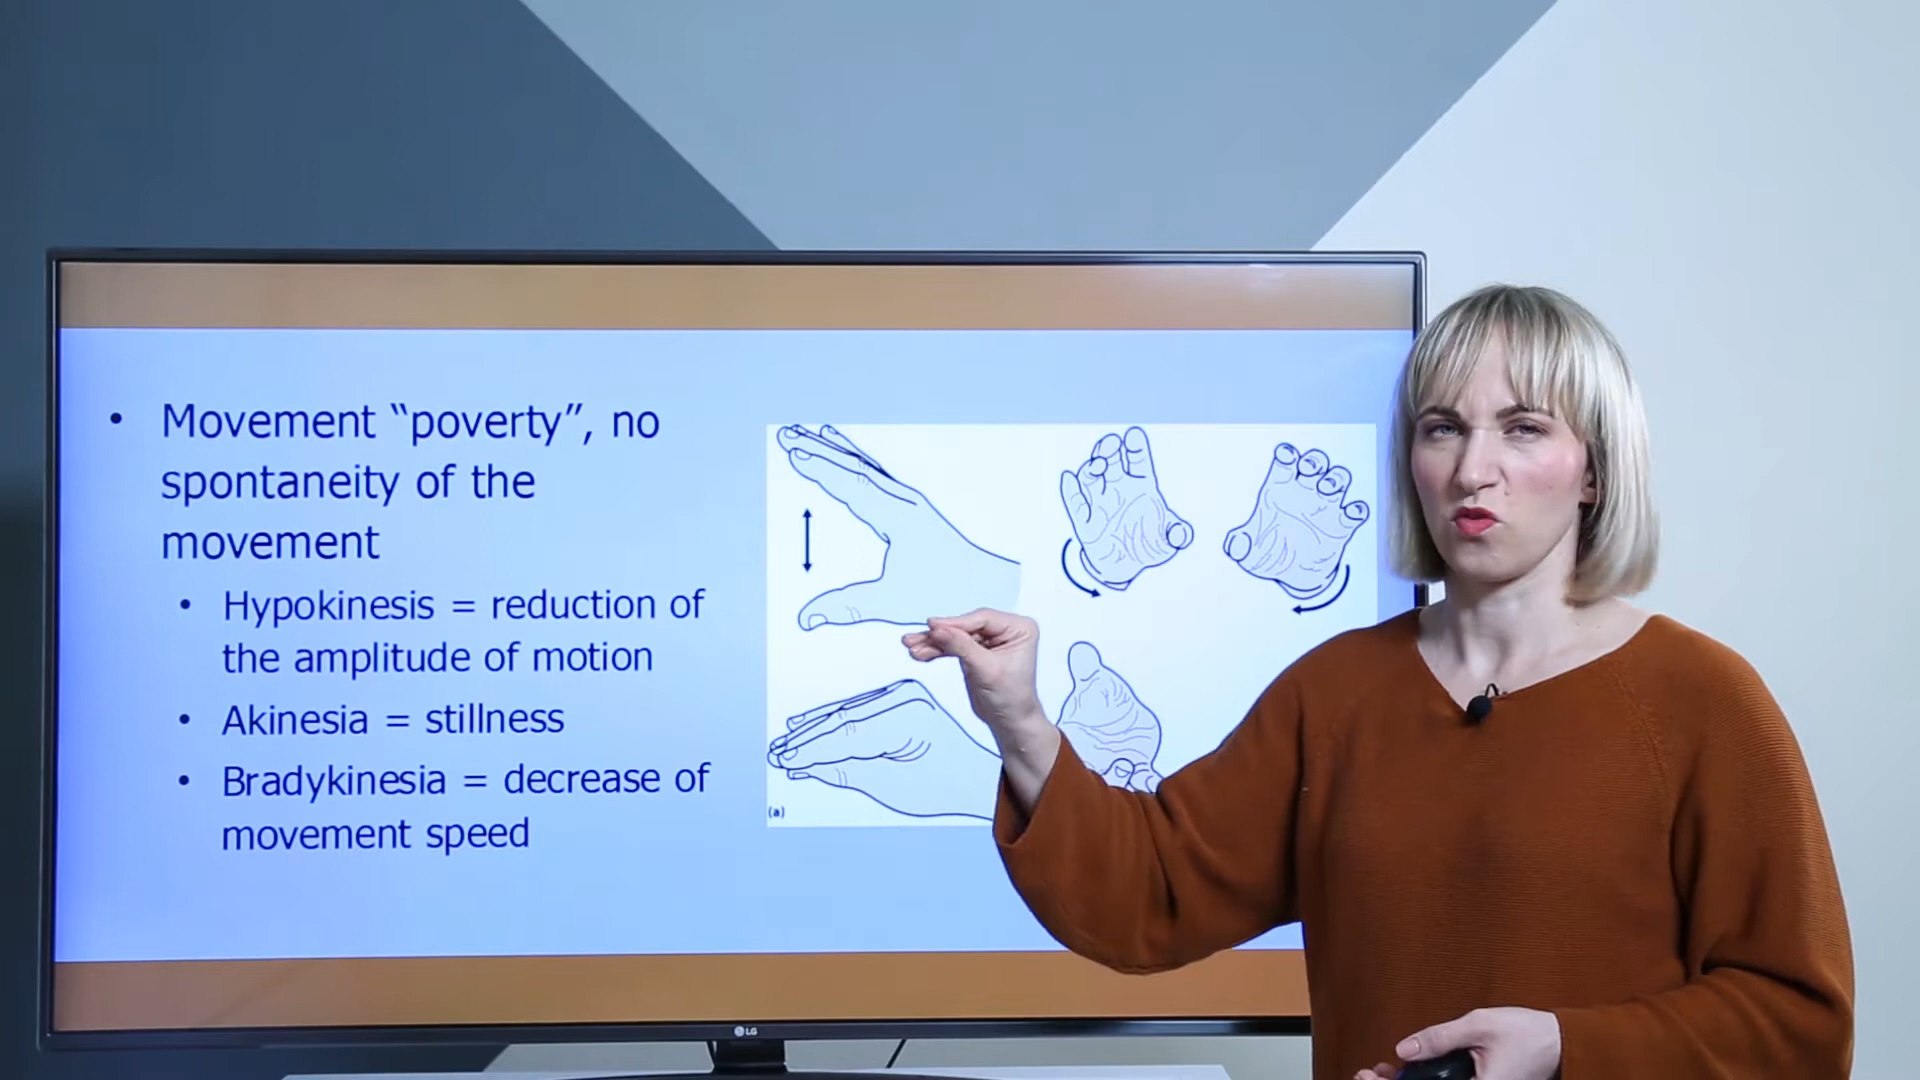 • Movement “poverty”, no
spontaneity of the
movement
• Hypokinesis = reduction of
the amplitude of motion
• Akinesia = stillness
• Bradykinesia = decrease of
movement speed
(a)
LG